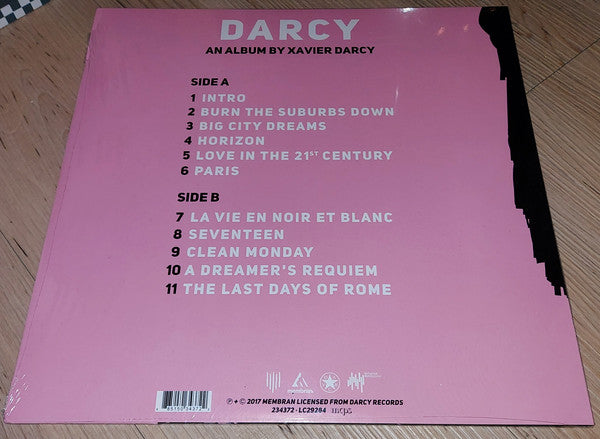 DARCY
AN ALBUM BY XAVIER DARCY
SIDE A
1 INTRO
2 BURN THE SUBURBS DOWN
3 BIG CITY DREAMS
4 HORIZON
5 LOVE IN THE 21ST CENTURY
6 PARIS
SIDE B
7 LA VIE EN NOIR ET BLANC
8 SEVENTEEN
9 CLEAN MONDAY
10 A DREAMER'S REQUIEM
11 THE LAST DAYS OF ROME
membran
℗ + © 2017 MEMBRAN LICENSED FROM DARCY RECORDS
234372 · LC29284 mcps